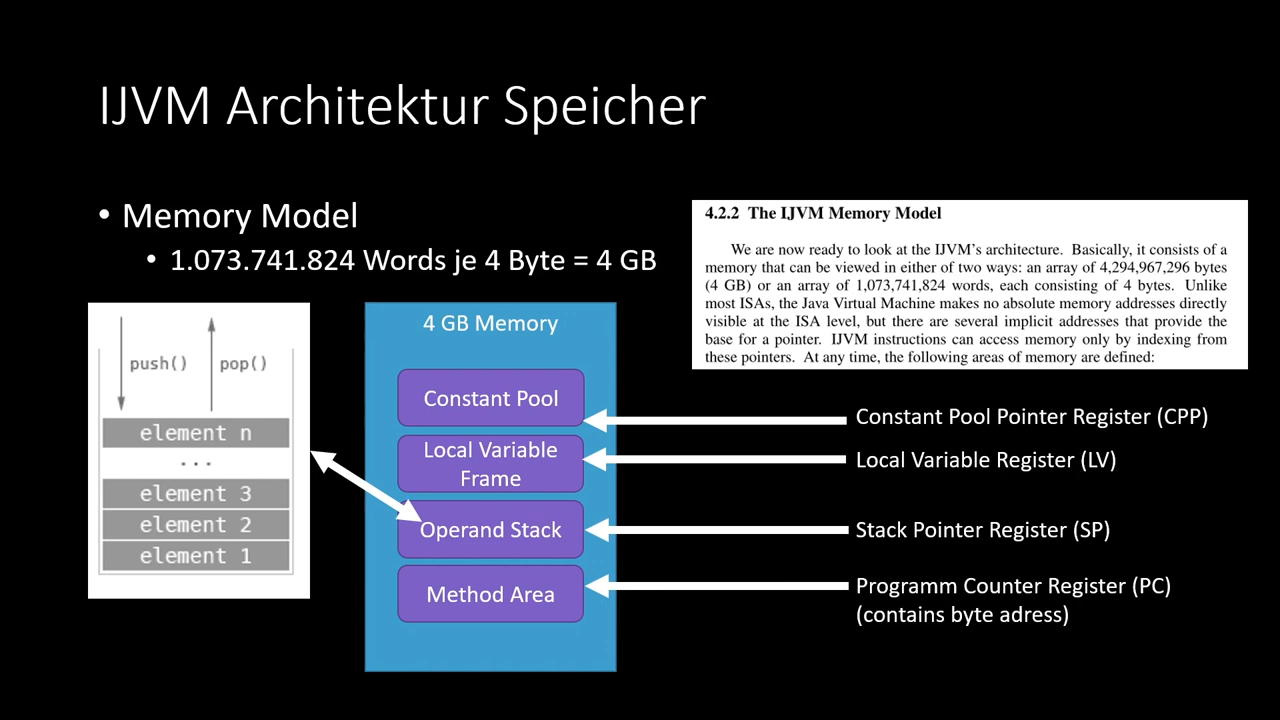 IJVM Architektur Speicher
• Memory Model
• 1.073.741.824 Words je 4 Byte = 4 GB
4.2.2 The IJVM Memory Model
We are now ready to look at the IJVM's architecture. Basically, it consists of a
memory that can be viewed in either of two ways: an array of 4,294,967,296 bytes
(4 GB) or an array of 1,073,741,824 words, each consisting of 4 bytes. Unlike
most ISAs, the Java Virtual Machine makes no absolute memory addresses directly
visible at the ISA level, but there are several implicit addresses that provide the
base for a pointer. IJVM instructions can access memory only by indexing from
these pointers. At any time, the following areas of memory are defined:
push() pop()
element n
...
element 3
element 2
element 1
4 GB Memory
Constant Pool
Local Variable
Frame
Operand Stack
Method Area
Constant Pool Pointer Register (CPP)
Local Variable Register (LV)
Stack Pointer Register (SP)
Programm Counter Register (PC)
(contains byte adress)